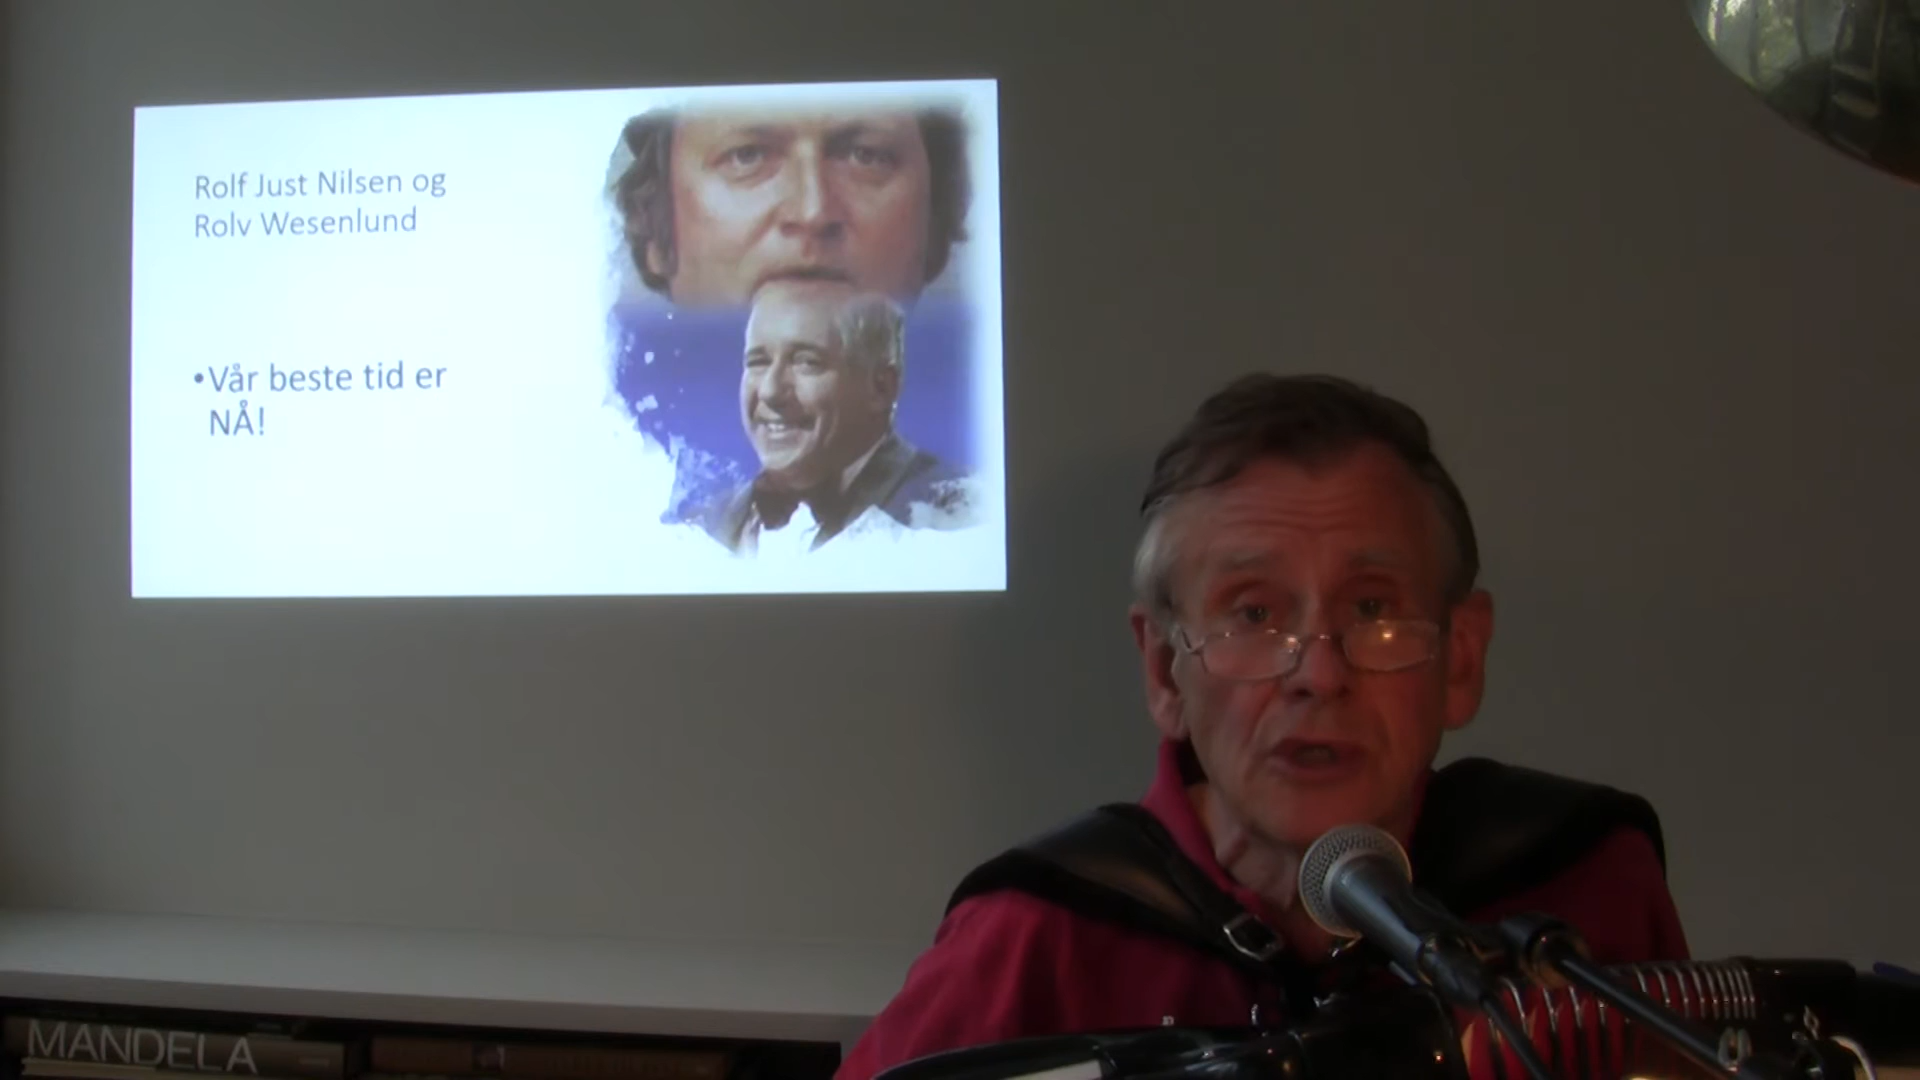 Rolf Just Nilsen og
Rolv Wesenlund
•Vår beste tid er
NÅ!
MANDELA